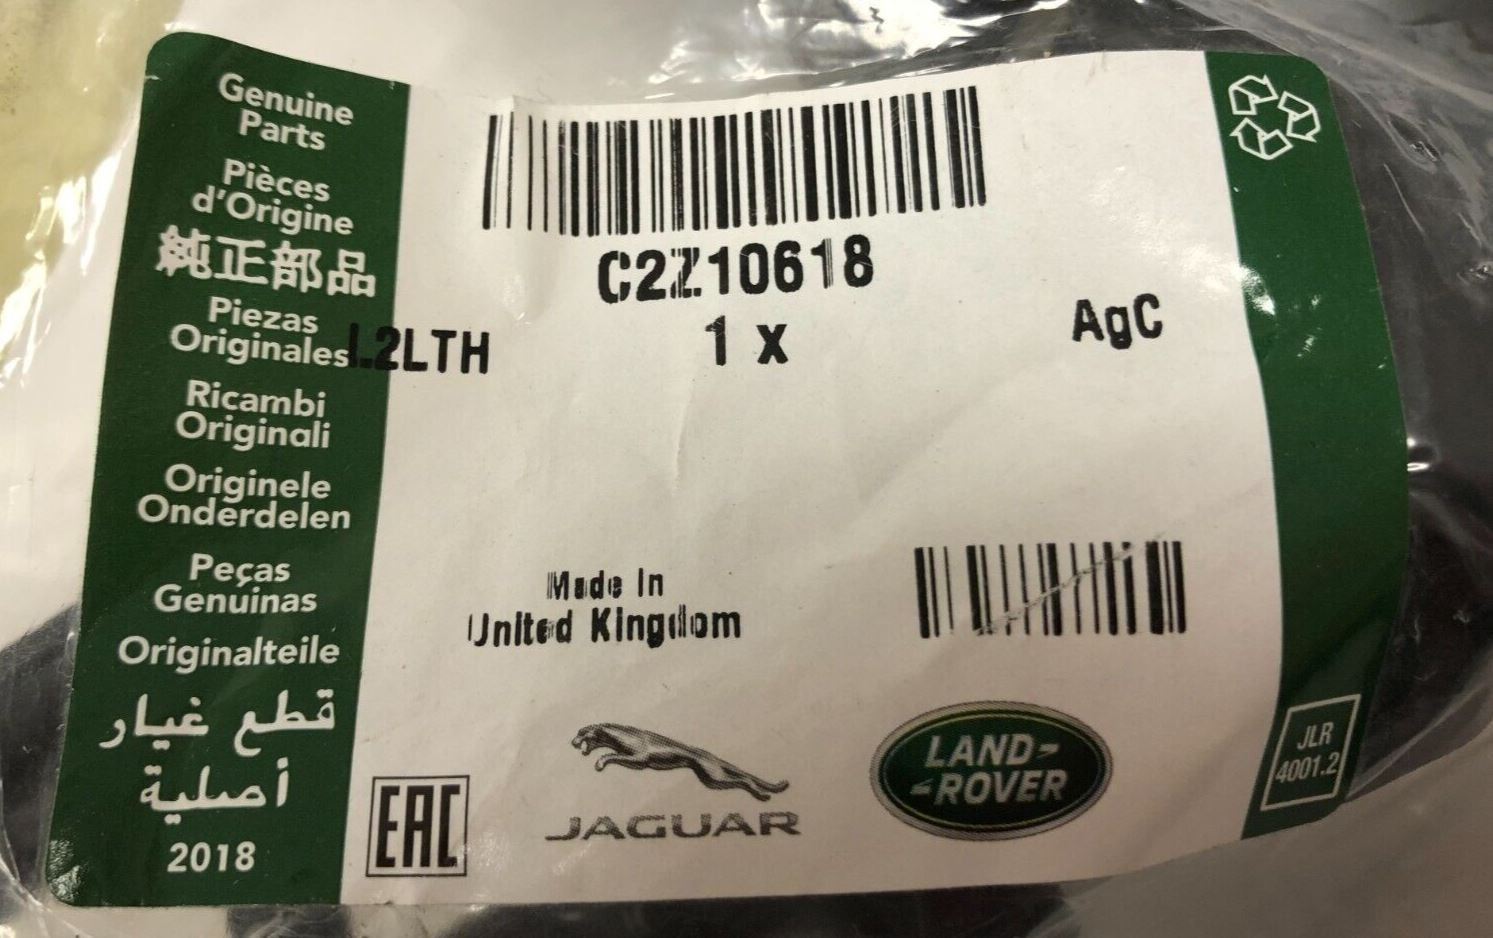 Genuine
Parts
Pièces
d'Origine
純正部品
Piezas
Originales
Ricambi
Originali
Originele
Onderdelen
Peças
Genuinas
Originalteile
قطع غيار
أصلية
2018
C2Z10618
L2LTH
1 x
AgC
Made In
United Kingdom
EAC
JAGUAR
LAND-
-ROVER
JLR
4001.2